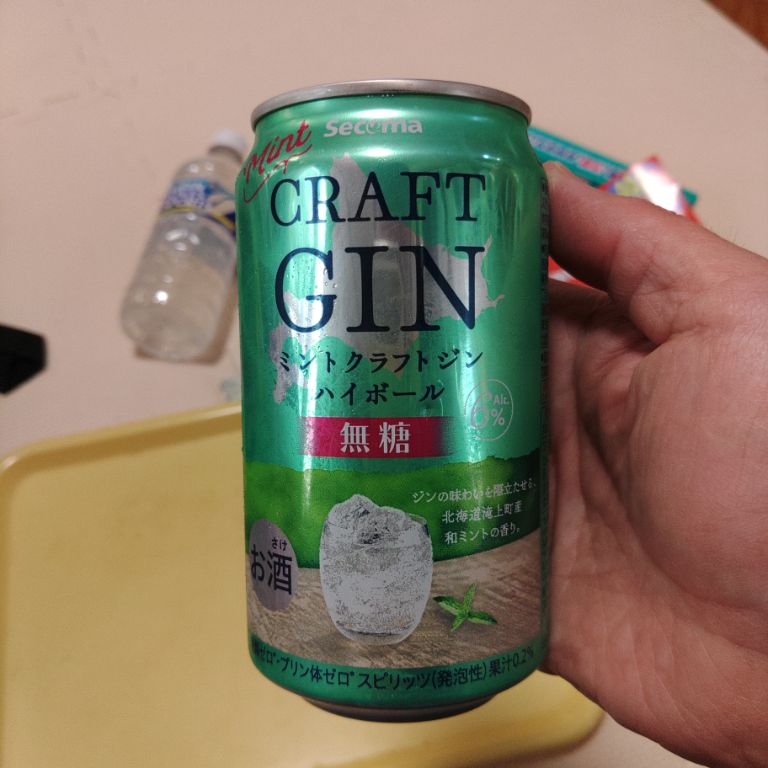 Mint
Secoma
CRAFT
GIN
ミントクラフトジン
ハイボール
Alc.
6%
無糖
ジンの味わいを際立たせる、
北海道滝上町産
和ミントの香り。
さけ
お酒
ゼロ*・プリン体ゼロ*スピリッツ(発泡性)果汁0.2%